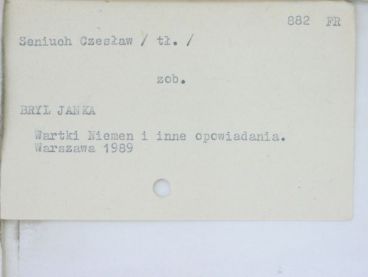 882 FR
Seniuch Czesław / tł. /
zob.
BRYL JANKA
Wartki Niemen i inne opowiadania.
Warszawa 1989